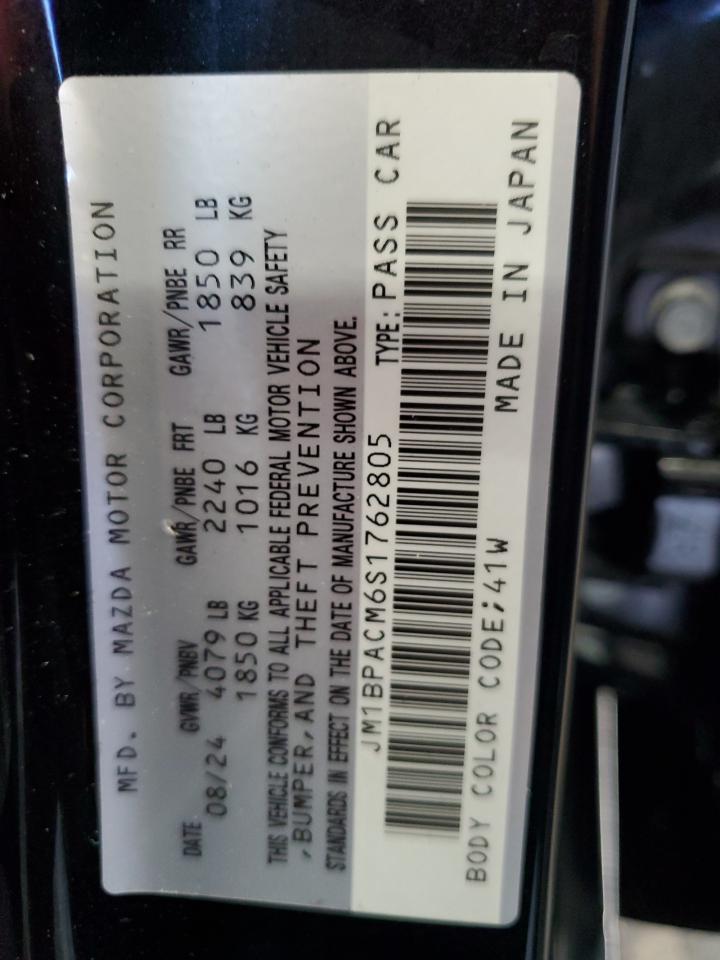 MFD. BY MAZDA MOTOR CORPORATION
DATE GVWR/PNBV GAWR/PNBE FRT GAWR/PNBE RR
08/24 4079 LB 2240 LB 1850 LB
1850 KG 1016 KG 839 KG
THIS VEHICLE CONFORMS TO ALL APPLICABLE FEDERAL MOTOR VEHICLE SAFETY
,BUMPER,AND THEFT PREVENTION
STANDARDS IN EFFECT ON THE DATE OF MANUFACTURE SHOWN ABOVE.
JM1BPACM6S1762805 TYPE: PASS CAR
BODY COLOR CODE;41W MADE IN JAPAN